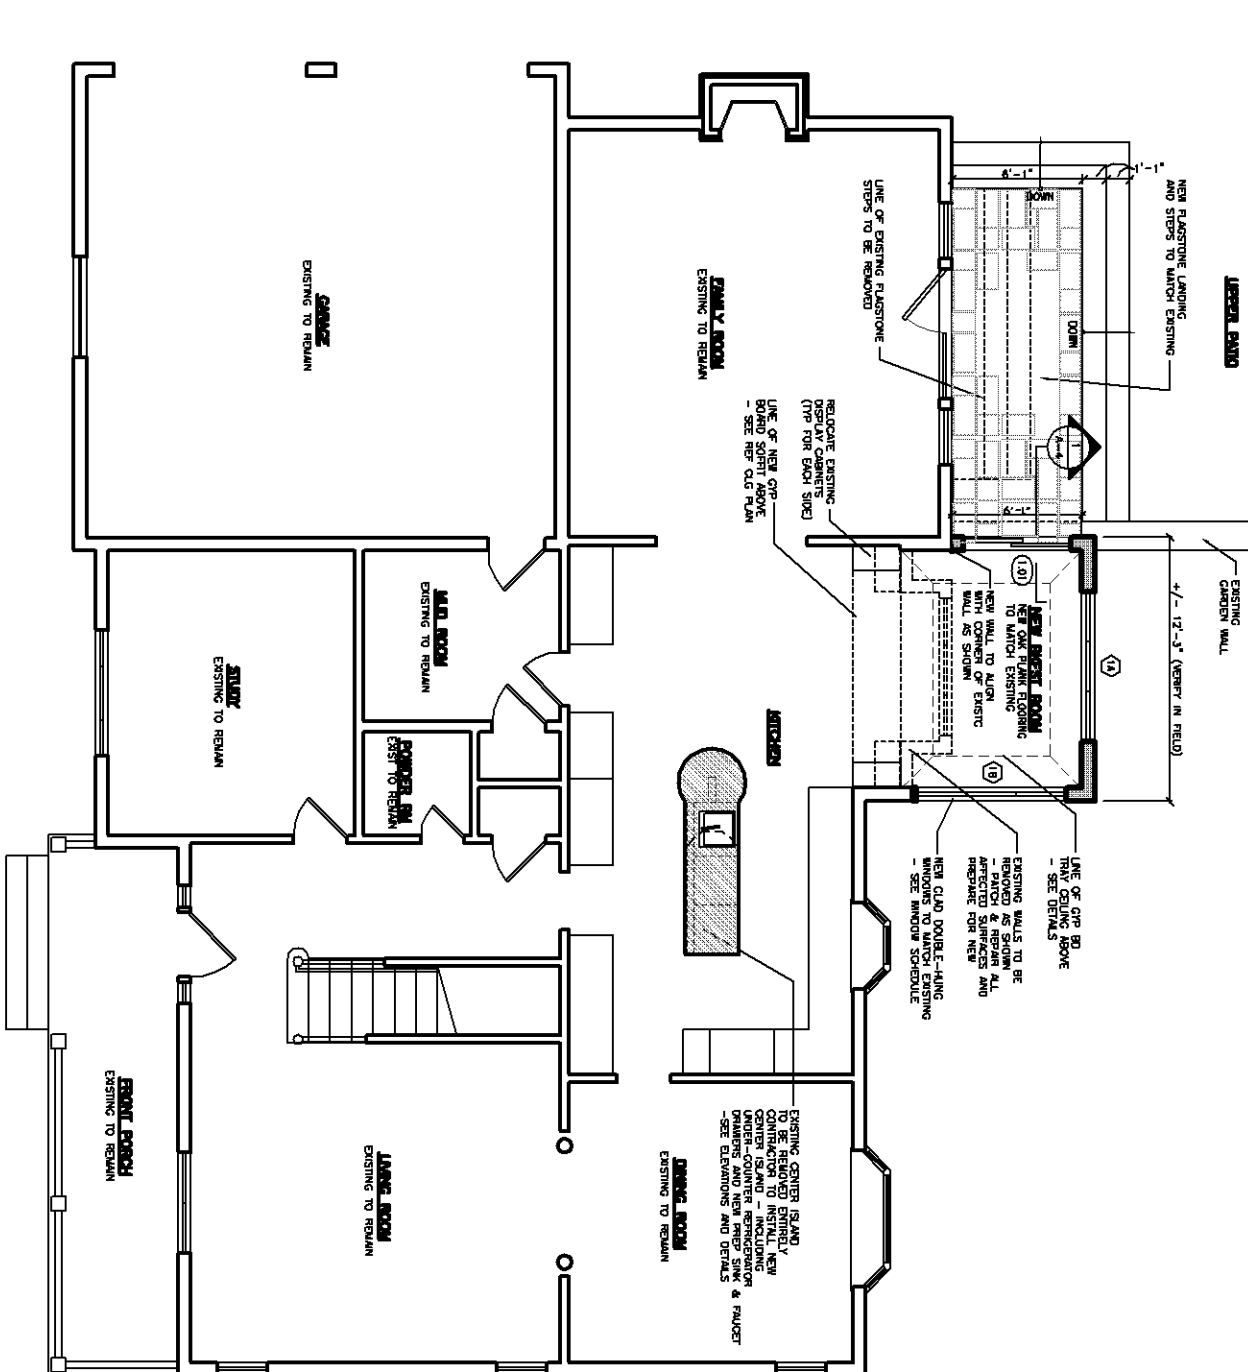 UPPER PATIO
NEW FLAGSTONE LANDING
AND STEPS TO MATCH EXISTING
1'-1"
6'-1"
DOWN
DOWN
LINE OF EXISTING FLAGSTONE
STEPS TO BE REMOVED
1
A-4
6'-1"
EXISTING
GARDEN WALL
+/- 12'-3" (VERIFY IN FIELD)
1A
1.01
NEW BKFST ROOM
NEW OAK PLANK FLOORING
TO MATCH EXISTING
NEW WALL TO ALIGN
WITH CORNER OF EXIST'G
WALL AS SHOWN
1B
FAMILY ROOM
EXISTING TO REMAIN
RELOCATE EXISTING
DISPLAY CABINETS
(TYP FOR EACH SIDE)
LINE OF NEW GYP
BOARD SOFFIT ABOVE
- SEE REF CLG PLAN
GARAGE
EXISTING TO REMAIN
MUD ROOM
EXISTING TO REMAIN
STUDY
EXISTING TO REMAIN
POWDER RM
EXIST TO REMAIN
KITCHEN
LINE OF GYP BD
TRAY CEILING ABOVE
- SEE DETAILS
EXISTING WALLS TO BE
REMOVED AS SHOWN
- PATCH & REPAIR ALL
AFFECTED SURFACES AND
PREPARE FOR NEW
NEW CLAD DOUBLE-HUNG
WINDOWS TO MATCH EXISTING
- SEE WINDOW SCHEDULE
EXISTING CENTER ISLAND
TO BE REMOVED ENTIRELY
CONTRACTOR TO INSTALL NEW
CENTER ISLAND - INCLUDING
UNDER-COUNTER REFRIGERATOR
DRAWERS AND NEW PREP SINK & FAUCET
-SEE ELEVATIONS AND DETAILS
DINING ROOM
EXISTING TO REMAIN
LIVING ROOM
EXISTING TO REMAIN
FRONT PORCH
EXISTING TO REMAIN